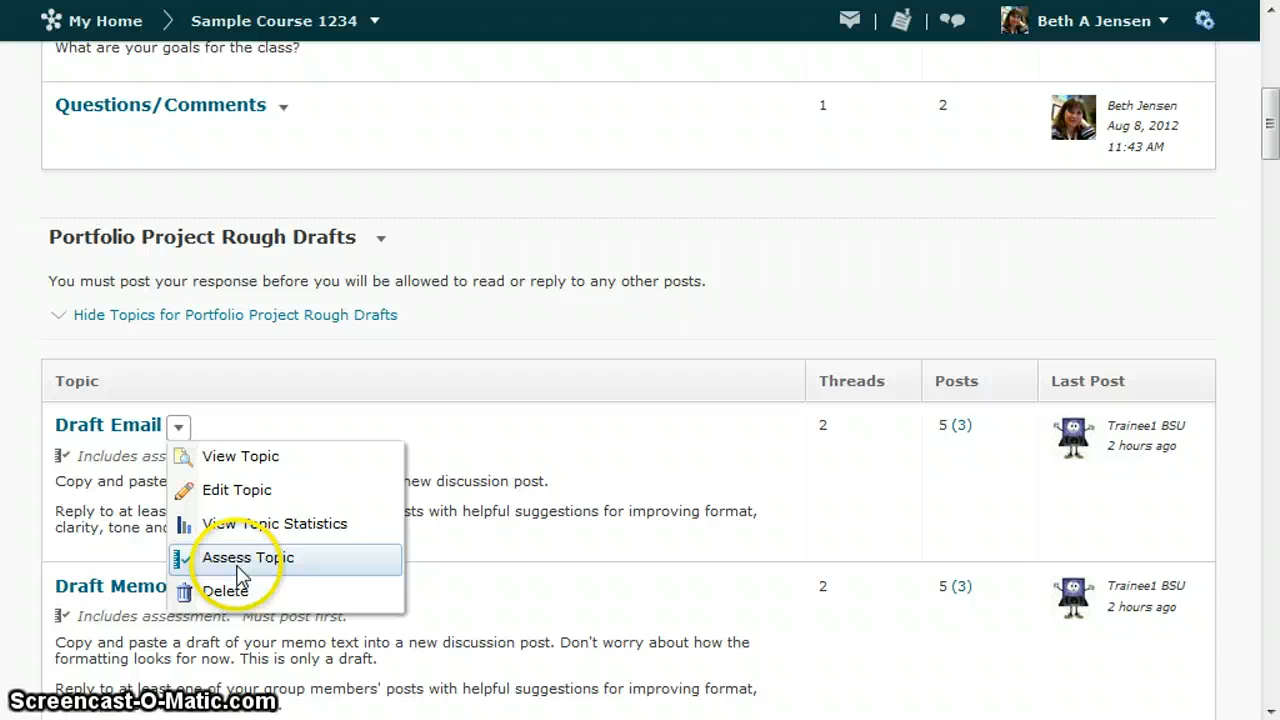 My Home
Sample Course 1234
Beth A Jensen
What are your goals for the class?
Questions/Comments
1
2
Beth Jensen
Aug 8, 2012
11:43 AM
Portfolio Project Rough Drafts
You must post your response before you will be allowed to read or reply to any other posts.
Hide Topics for Portfolio Project Rough Drafts
Topic
Threads
Posts
Last Post
Draft Email
2
5 (3)
Trainee1 BSU
2 hours ago
Includes ass
Copy and paste
new discussion post.
Reply to at leas
sts with helpful suggestions for improving format,
clarity, tone and
View Topic
Edit Topic
View Topic Statistics
Assess Topic
Delete
Draft Memo
2
5 (3)
Trainee1 BSU
2 hours ago
Includes assessment. Must post first.
Copy and paste a draft of your memo text into a new discussion post. Don't worry about how the
formatting looks for now. This is only a draft.
Reply to at least one of your group members' posts with helpful suggestions for improving format,
Screencast-O-Matic.com